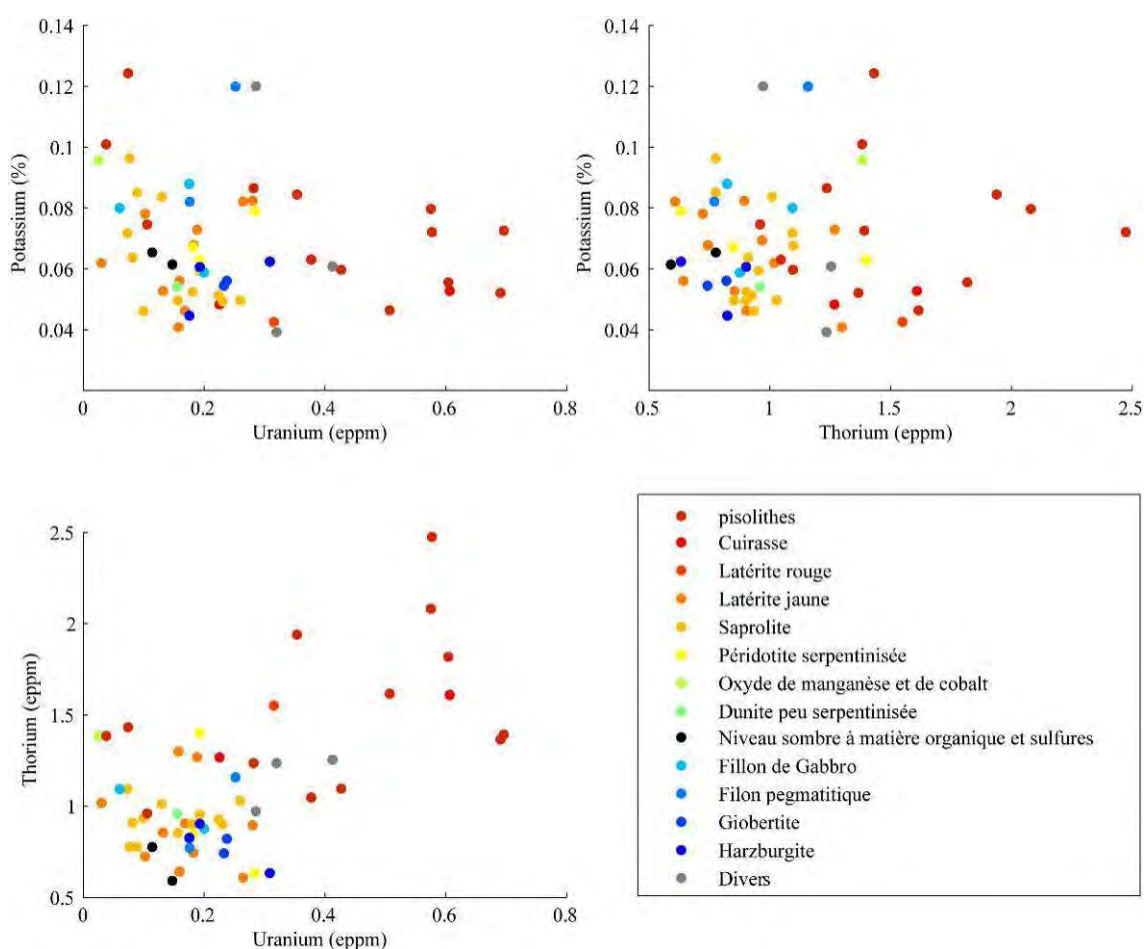 0.14
0.12
0.1
0.08
0.06
0.04
Potassium (%)
0
0.2
0.4
0.6
0.8
Uranium (eppm)
0.14
0.12
0.1
0.08
0.06
0.04
Potassium (%)
0.5
1
1.5
2
2.5
Thorium (eppm)
2.5
2
1.5
1
0.5
Thorium (eppm)
0
0.2
0.4
0.6
0.8
Uranium (eppm)
pisolithes
Cuirasse
Latérite rouge
Latérite jaune
Saprolite
Péridotite serpentinisée
Oxyde de manganèse et de cobalt
Dunite peu serpentinisée
Niveau sombre à matière organique et sulfures
Fillon de Gabbro
Filon pegmatitique
Giobertite
Harzburgite
Divers